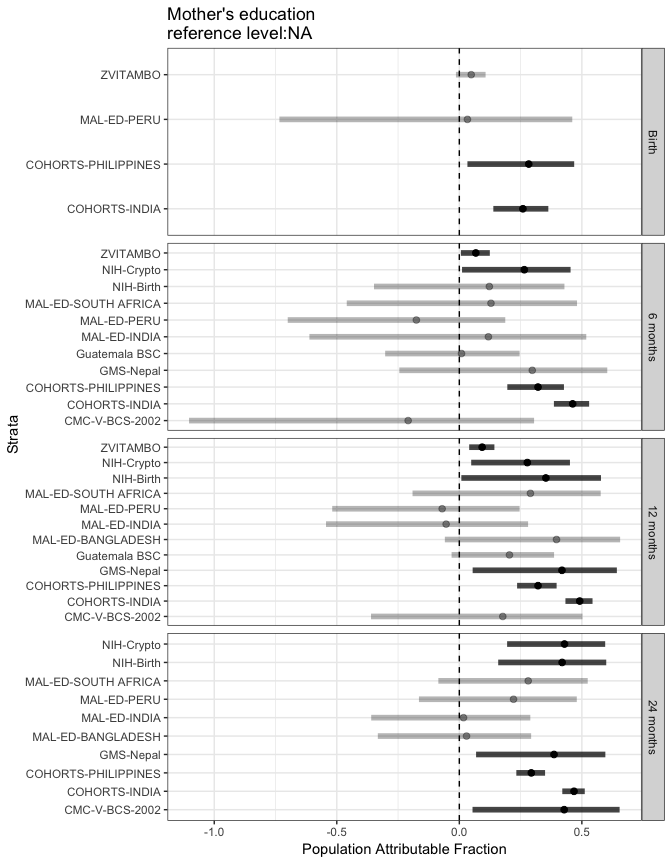 Mother's education
reference level:NA
Strata
ZVITAMBO
MAL-ED-PERU
COHORTS-PHILIPPINES
COHORTS-INDIA
Birth
ZVITAMBO
NIH-Crypto
NIH-Birth
MAL-ED-SOUTH AFRICA
MAL-ED-PERU
MAL-ED-INDIA
Guatemala BSC
GMS-Nepal
COHORTS-PHILIPPINES
COHORTS-INDIA
CMC-V-BCS-2002
6 months
ZVITAMBO
NIH-Crypto
NIH-Birth
MAL-ED-SOUTH AFRICA
MAL-ED-PERU
MAL-ED-INDIA
MAL-ED-BANGLADESH
Guatemala BSC
GMS-Nepal
COHORTS-PHILIPPINES
COHORTS-INDIA
CMC-V-BCS-2002
12 months
NIH-Crypto
NIH-Birth
MAL-ED-SOUTH AFRICA
MAL-ED-PERU
MAL-ED-INDIA
MAL-ED-BANGLADESH
GMS-Nepal
COHORTS-PHILIPPINES
COHORTS-INDIA
CMC-V-BCS-2002
24 months
-1.0 -0.5 0.0 0.5
Population Attributable Fraction